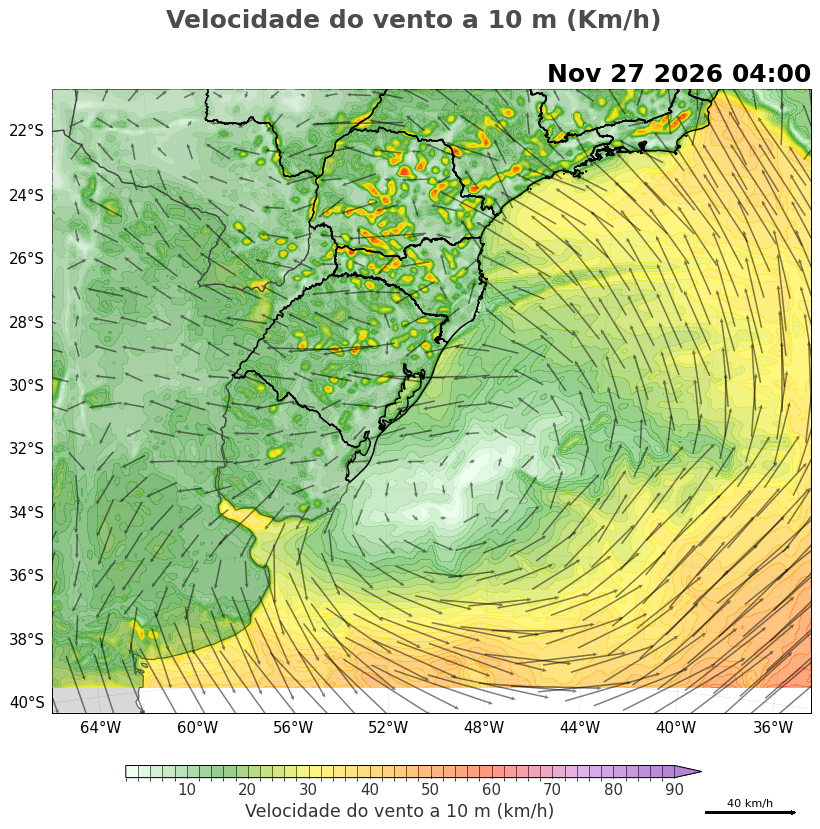 Velocidade do vento a 10 m (Km/h)
Nov 27 2026 04:00
22°S
24°S
26°S
28°S
30°S
32°S
34°S
36°S
38°S
40°S
64°W 60°W 56°W 52°W 48°W 44°W 40°W 36°W
10 20 30 40 50 60 70 80 90
Velocidade do vento a 10 m (km/h)
40 km/h